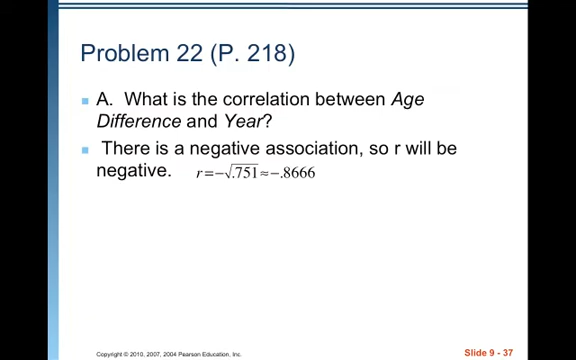 Problem 22 (P. 218)
A. What is the correlation between Age
Difference and Year?
There is a negative association, so r will be
negative. r = −√.751 ≈ −.8666
Copyright © 2010, 2007, 2004 Pearson Education, Inc.
Slide 9 - 37